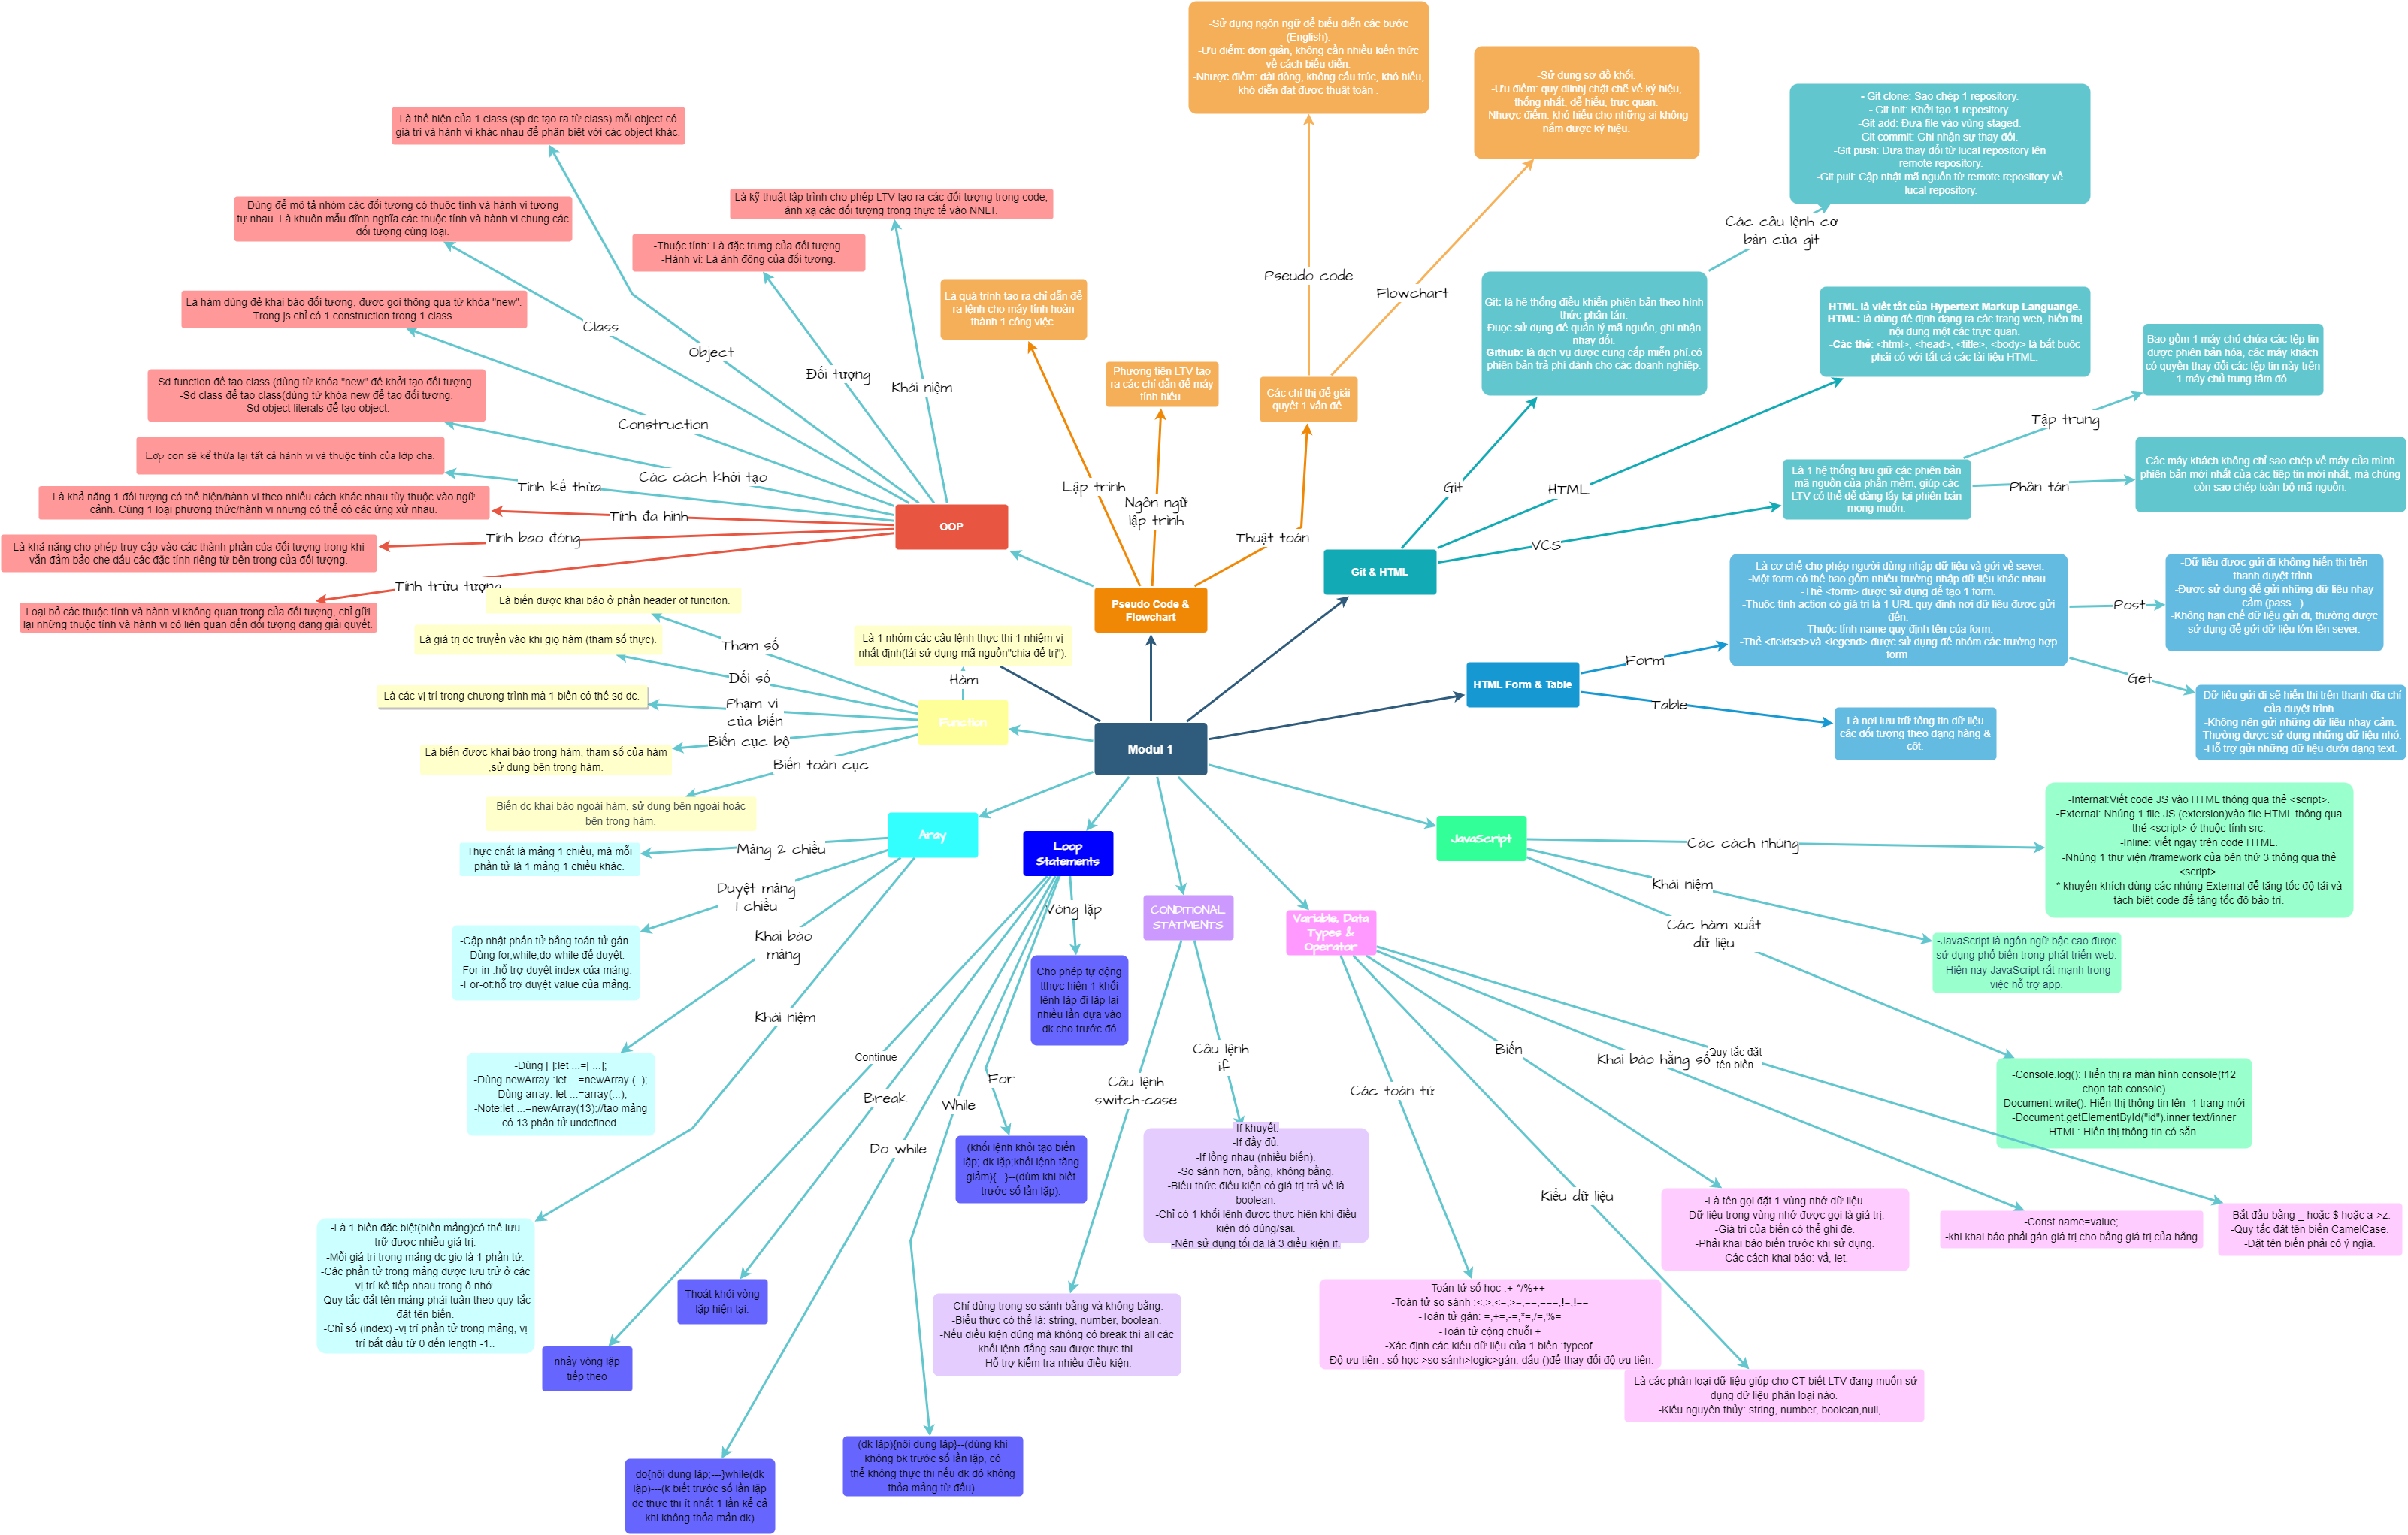 -Sử dụng ngôn ngữ để biểu diễn các bước
(English).
-Ưu điểm: đơn giản, không cần nhiều kiến thức
về cách biểu diễn.
-Nhược điểm: dài dòng, không cấu trúc, khó hiểu,
khó diễn đạt được thuật toán .
-Sử dụng sơ đồ khối.
-Ưu điểm: quy diinhj chặt chẽ về ký hiệu,
thống nhất, dễ hiểu, trực quan.
-Nhược điểm: khó hiểu cho những ai không
nắm được ký hiệu.
- Git clone: Sao chép 1 repository.
- Git init: Khởi tạo 1 repository.
-Git add: Đưa file vào vùng staged.
Git commit: Ghi nhận sự thay đổi.
-Git push: Đưa thay đổi từ lucal repository lên
remote repository.
-Git pull: Cập nhật mã nguồn từ remote repository về
lucal repository.
Các câu lệnh cơ
bản của git
Là thể hiện của 1 class (sp dc tạo ra từ class).mỗi object có
giá trị và hành vi khác nhau để phân biệt với các object khác.
Dùng để mô tả nhóm các đối tượng có thuộc tính và hành vi tương
tự nhau. Là khuôn mẫu đĩnh nghĩa các thuộc tính và hành vi chung các
đối tượng cùng loại.
Là kỹ thuật lập trình cho phép LTV tạo ra các đối tượng trong code,
ánh xạ các đối tượng trong thực tế vào NNLT.
-Thuộc tính: Là đặc trưng của đối tượng.
-Hành vi: Là ành động của đối tượng.
Là hàm dùng đẻ khai báo đối tượng, được gọi thông qua từ khóa "new".
Trong js chỉ có 1 construction trong 1 class.
Sd function để tạo class (dùng từ khóa "new" để khởi tạo đối tượng.
-Sd class để tạo class(dùng từ khóa new để tạo đối tượng.
-Sd object literals để tạo object.
Lớp con sẽ kế thừa lại tất cả hành vi và thuộc tính của lớp cha.
Là khả năng 1 đối tượng có thể hiện/hành vi theo nhiều cách khác nhau tùy thuộc vào ngữ
cảnh. Cùng 1 loại phương thức/hành vi nhưng có thể có các ứng xử nhau.
Là khả năng cho phép truy cập vào các thành phần của đối tượng trong khi
vẫn đảm bảo che dấu các đặc tính riêng tư bên trong của đối tượng.
Loại bỏ các thuộc tính và hành vi không quan trọng của đối tượng, chỉ gữi
lại những thuộc tính và hành vi có liên quan đến đối tượng đang giải quyết.
Class
Object
Đối tượng
Khái niệm
Construction
Các cách khởi tạo
Tính kế thừa
Tính đa hình
Tính bao đóng
Tính trừu tượng
OOP
Là quá trình tạo ra chỉ dẫn để
ra lệnh cho máy tính hoàn
thành 1 công việc.
Phương tiện LTV tạo
ra các chỉ dẫn để máy
tính hiểu.
Các chỉ thị để giải
quyết 1 vấn đề.
Pseudo code
Flowchart
Lập trình
Ngôn ngữ
lập trình
Thuật toán
Pseudo Code &
Flowchart
Git: là hệ thống điều khiển phiên bản theo hình
thức phân tán.
Đuọc sử dụng để quản lý mã nguồn, ghi nhận
nhay đổi.
Github: là dịch vụ được cung cấp miễn phí.có
phiên bản trả phí dành cho các doanh nghiệp.
HTML là viết tắt của Hypertext Markup Languange.
HTML: là dùng để định dạng ra các trang web, hiển thị
nội dung một các trực quan.
-Các thẻ: <html>, <head>, <title>, <body> là bắt buộc
phải có với tất cả các tài liệu HTML.
Bao gồm 1 máy chủ chừa các tệp tin
được phiên bản hóa, các máy khách
có quyền thay đổi các tệp tin này trên
1 máy chủ trung tâm đó.
Là 1 hệ thống lưu giữ các phiên bản
mã nguồn của phần mềm, giúp các
LTV có thể dễ dàng lấy lại phiên bản
mong muốn.
Các máy khách không chỉ sao chép về máy của mình
phiên bản mới nhất của các tiệp tin mới nhất, mà chúng
còn sao chép toàn bộ mã nguồn.
Tập trung
Phân tán
Git
HTML
VCS
Git & HTML
-Là cơ chế cho phép người dùng nhập dữ liệu và gửi về sever.
-Một form có thể bao gồm nhiều trường nhập dữ liệu khác nhau.
-Thẻ <form> được sử dụng để tạo 1 form.
-Thuộc tính action có giá trị là 1 URL quy định nơi dữ liệu được gửi
đến.
-Thuộc tính name quy định tên của form.
-Thẻ <fieldset>và <legend> được sử dụng để nhóm các trường hợp
form
-Dữ liệu được gửi đi không hiển thị trên
thanh duyệt trình.
-Được sử dụng để gửi những dữ liệu nhạy
cảm (pass...).
-Không hạn chế dữ liệu gửi đi, thường được
sử dụng để gửi dữ liệu lớn lên sever.
-Dữ liệu gửi đi sẽ hiển thị trên thanh địa chỉ
của duyệt trình.
-Không nên gửi những dữ liệu nhạy cảm.
-Thường được sử dụng những dữ liệu nhỏ.
-Hỗ trợ gửi những dữ liệu dưới dạng text.
Là nơi lưu trữ tông tin dữ liệu
các đối tượng theo dạng hàng &
cột.
Form
Table
Post
Get
HTML Form & Table
Là biến được khai báo ở phần header of funciton.
Là giá trị dc truyền vào khi giọ hàm (tham số thực).
Là 1 nhóm các câu lệnh thực thi 1 nhiệm vị
nhất định(tái sử dụng mã nguồn"chia để trị").
Là các vị trí trong chương trình mà 1 biến có thể sd dc.
Là biến được khai báo trong hàm, tham số của hàm
,sử dụng bên trong hàm.
Biến dc khai báo ngoài hàm, sử dụng bên ngoài hoặc
bên trong hàm.
Tham số
Đối số
Hàm
Phạm vi
của biến
Biến cục bộ
Biến toàn cục
Function
Modul 1
Aray
Mảng 2 chiều
Duyệt mảng
1 chiều
Khai báo
mảng
Khái niệm
Thực chất là mảng 1 chiều, mà mỗi
phần tử là 1 mảng 1 chiều khác.
-Cập nhật phần tử bằng toán tử gán.
-Dùng for,while,do-while để duyệt.
-For in :hỗ trợ duyệt index của mảng.
-For-of:hỗ trợ duyệt value của mảng.
-Dùng [ ]:let ...=[ ...];
-Dùng newArray :let ...=newArray (..);
-Dùng array: let ...=array(...);
-Note:let ...=newArray(13);//tạo mảng
có 13 phần tử undefined.
-Là 1 biến đặc biệt(biến mảng)có thể lưu
trữ được nhiều giá trị.
-Mỗi giá trị trong mảng dc giọ là 1 phần tử.
-Các phần tử trong mảng được lưu trử ở các
vị trí kế tiếp nhau trong ô nhớ.
-Quy tắc đắt tên mảng phải tuân theo quy tắc
đặt tên biến.
-Chỉ số (index) -vị trí phần tử trong mảng, vị
trí bắt đầu từ 0 đến length -1..
Loop
Statements
Vòng lặp
Continue
Break
Do while
While
For
Cho phép tự động
tthực hiện 1 khối
lệnh lặp đi lặp lại
nhiều lần dựa vào
dk cho trước đó
(khối lệnh khỏi tạo biến
lặp; dk lặp;khối lệnh tăng
giảm){...}--(dùm khi biết
trước số lần lặp).
Thoát khỏi vòng
lặp hiện tại.
nhảy vòng lặp
tiếp theo
do{nội dung lặp;---}while(dk
lặp)---(k biết trước số lần lặp
dc thực thi ít nhất 1 lần kể cả
khi không thỏa mản dk)
(dk lặp){nội dung lặp}--(dùng khi
không bk trước số lần lặp, có
thể không thực thi nếu dk đó không
thỏa mảng từ đầu).
CONDITIONAL
STATMENTS
Câu lệnh
if
Câu lệnh
switch-case
-If khuyết.
-If đầy đủ.
-If lồng nhau (nhiều biến).
-So sánh hơn, bằng, không bằng.
-Biểu thức điều kiện có giá trị trả về là
boolean.
-Chỉ có 1 khối lệnh được thực hiện khi điều
kiện đó đúng/sai.
-Nên sử dụng tối đa là 3 điều kiện if.
-Chỉ dùng trong so sánh bằng và không bằng.
-Biểu thức có thể là: string, number, boolean.
-Nếu điều kiện đúng mà không có break thì all các
khối lệnh đằng sau được thực thi.
-Hỗ trợ kiểm tra nhiều điều kiện.
Variable, Data
Types &
Operator
Các toán tử
Biến
Kiểu dữ liệu
Khai báo hằng số
Quy tắc đặt
tên biến
-Toán tử số học :+-*/%++--
-Toán tử so sánh :<,>,<=,>=,==,===,!=,!==
-Toán tử gán: =,+=,-=,*=,/=,%=
-Toán tử cộng chuỗi +
-Xác định các kiểu dữ liệu của 1 biến :typeof.
-Độ ưu tiên : số học >so sánh>logic>gán. dấu ()để thay đổi độ ưu tiên.
-Là tên gọi đặt 1 vùng nhớ dữ liệu.
-Dữ liệu trong vùng nhớ được gọi là giá trị.
-Giá trị của biến có thể ghi đè.
-Phải khai báo biến trước khi sử dụng.
-Các cách khai báo: vả, let.
-Là các phân loại dữ liệu giúp cho CT biết LTV đang muốn sử
dụng dữ liệu phân loại nào.
-Kiểu nguyên thủy: string, number, boolean,null,...
-Const name=value;
-khi khai báo phải gán giá trị cho bằng giá trị của hằng
-Bắt đầu bằng _ hoặc $ hoặc a->z.
-Quy tắc đặt tên biến CamelCase.
-Đặt tên biến phải có ý ngĩa.
JavaScript
Các cách nhúng
Khái niệm
Các hàm xuất
dữ liệu
-Internal:Viết code JS vào HTML thông qua thẻ <script>.
-External: Nhúng 1 file JS (extersion)vào file HTML thông qua
thẻ <script> ở thuộc tính src.
-Inline: viết ngay trên code HTML.
-Nhúng 1 thư viện /framework của bên thứ 3 thông qua thẻ
<script>.
* khuyến khích dùng các nhúng External để tăng tốc độ tải và
tách biệt code để tăng tốc độ bảo trì.
-JavaScript là ngôn ngữ bậc cao được
sử dụng phổ biến trong phát triển web.
-Hiện nay JavaScript rất mạnh trong
việc hỗ trợ app.
-Console.log(): Hiển thị ra màn hình console(f12
chọn tab console)
-Document.write(): Hiển thị thông tin lên 1 trang mới
-Document.getElementById("id").inner text/inner
HTML: Hiển thị thông tin có sẵn.